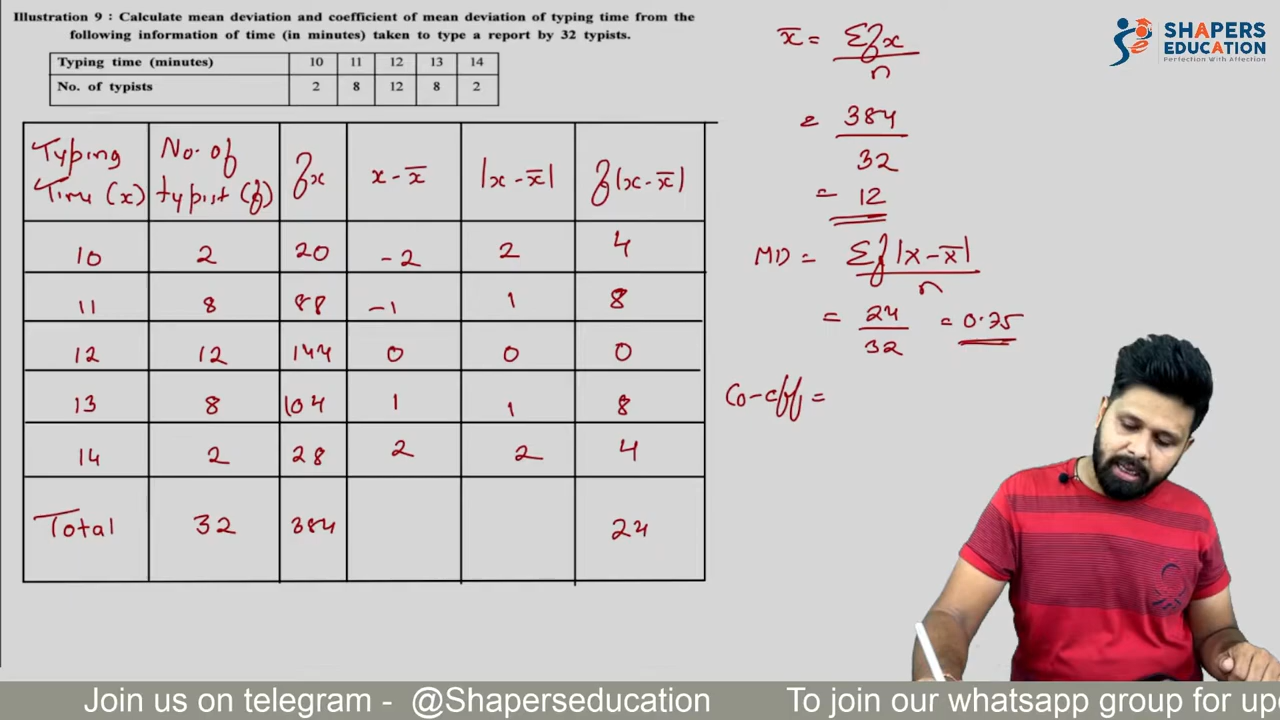 Illustration 9 : Calculate mean deviation and coefficient of mean deviation of typing time from the
following information of time (in minutes) taken to type a report by 32 typists.
Typing time (minutes) 10 11 12 13 14
No. of typists 2 8 12 8 2
Typing Time (x) No. of typist (f) fx x-x̄ |x-x̄| f|x-x̄|
10 2 20 -2 2 4
11 8 88 -1 1 8
12 12 144 0 0 0
13 8 104 1 1 8
14 2 28 2 2 4
Total 32 384 24
x̄ = Σfx / n
= 384 / 32
= 12
MD = Σf|x-x̄| / n
= 24 / 32 = 0.75
Co-eff =
SHAPERS
EDUCATION
Perfection With Affection
Join us on telegram - @Shaperseducation To join our whatsapp group for up